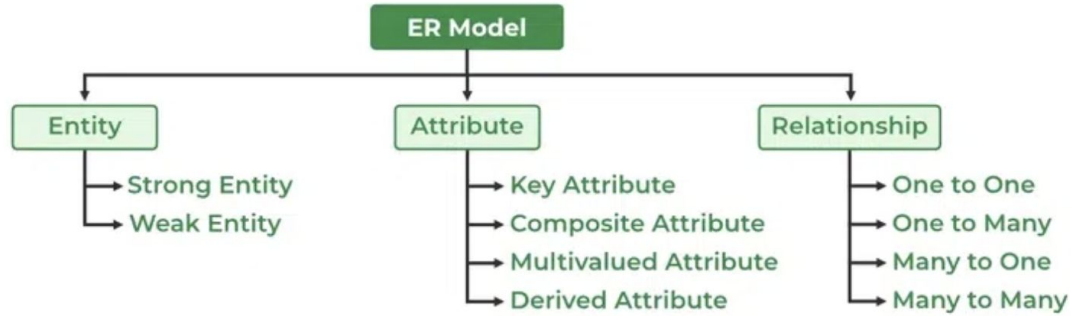 ER Model
Entity
Strong Entity
Weak Entity
Attribute
Key Attribute
Composite Attribute
Multivalued Attribute
Derived Attribute
Relationship
One to One
One to Many
Many to One
Many to Many